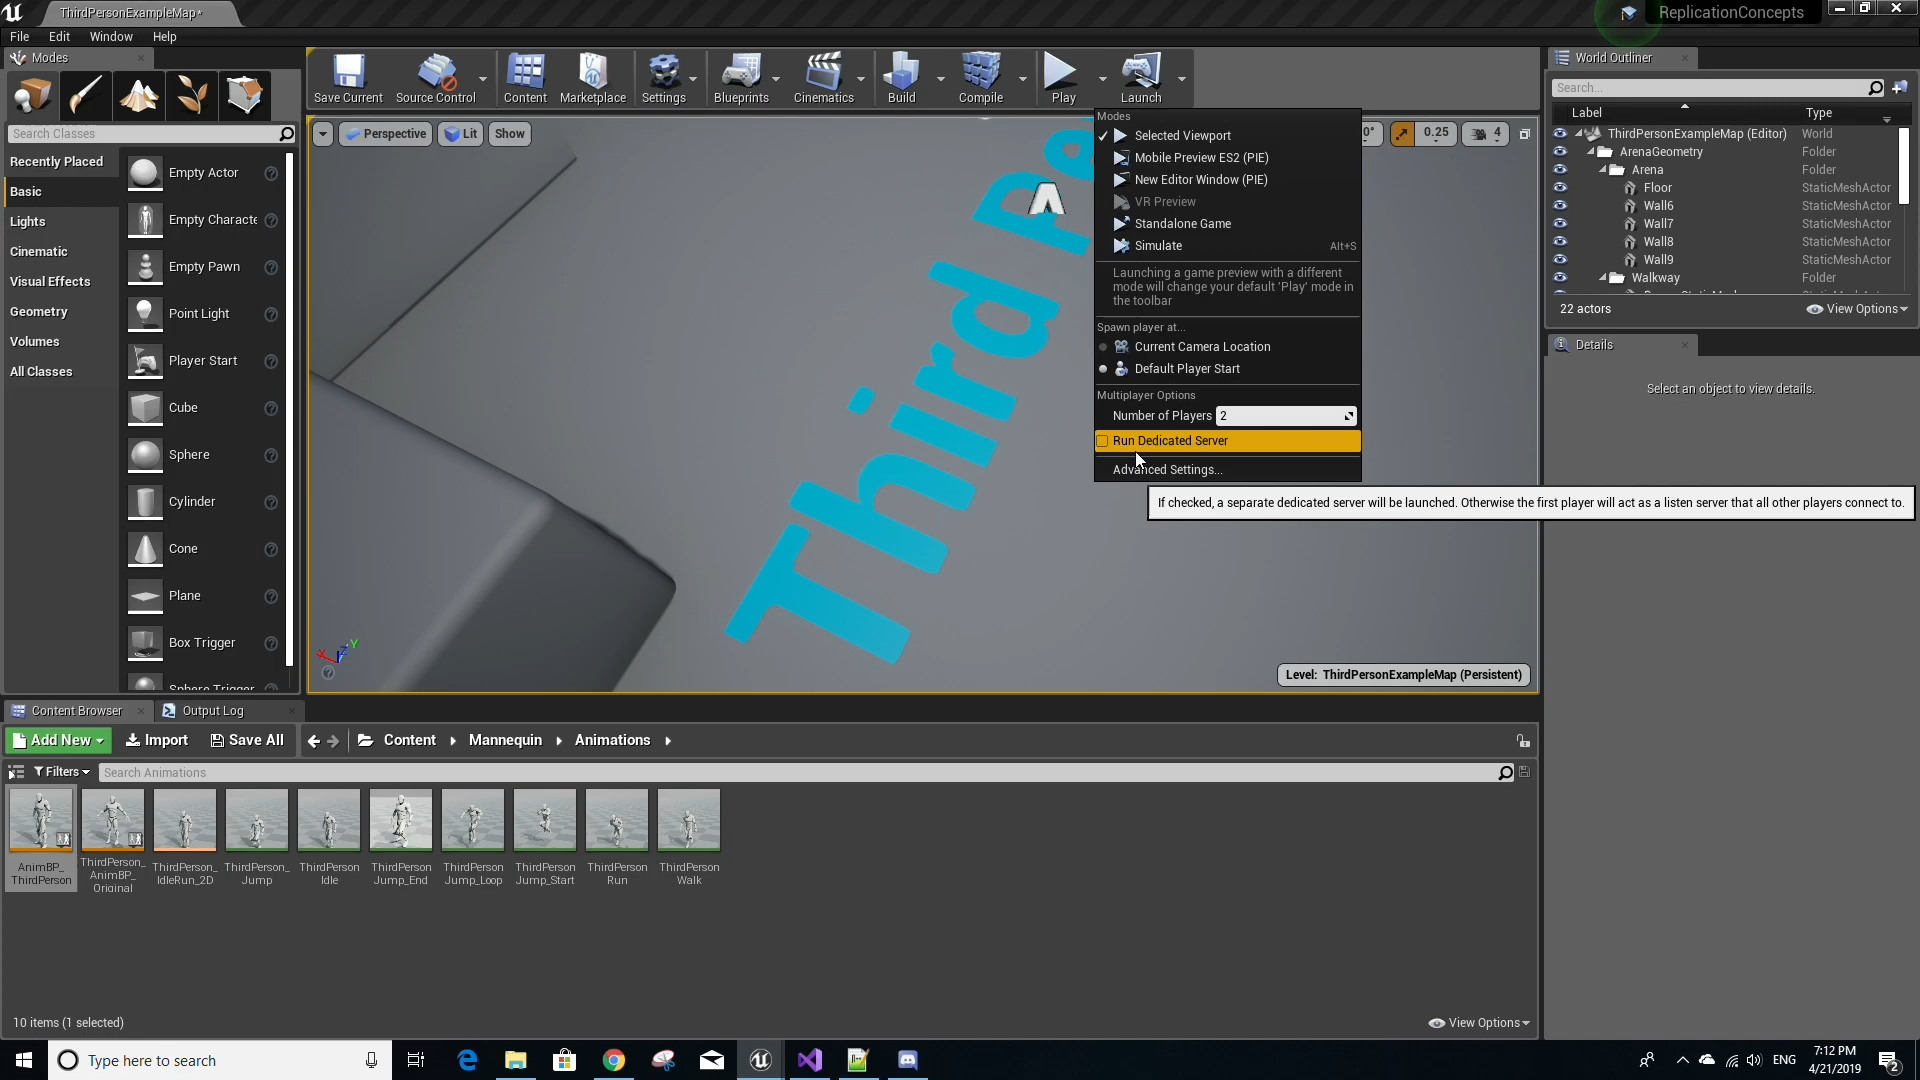 ThirdPersonExampleMap*
ReplicationConcepts
File Edit Window Help
Modes
Save Current
Source Control
Content
Marketplace
Settings
Blueprints
Cinematics
Build
Compile
Play
Launch
Search Classes
Recently Placed
Basic
Lights
Cinematic
Visual Effects
Geometry
Volumes
All Classes
Empty Actor
Empty Characte
Empty Pawn
Point Light
Player Start
Cube
Sphere
Cylinder
Cone
Plane
Box Trigger
Sphere Trigger
Perspective
Lit
Show
0°
0.25
4
Third Pe
Modes
Selected Viewport
Mobile Preview ES2 (PIE)
New Editor Window (PIE)
VR Preview
Standalone Game
Simulate Alt+S
Launching a game preview with a different
mode will change your default 'Play' mode in
the toolbar
Spawn player at...
Current Camera Location
Default Player Start
Multiplayer Options
Number of Players 2
Run Dedicated Server
Advanced Settings...
If checked, a separate dedicated server will be launched. Otherwise the first player will act as a listen server that all other players connect to.
X Z Y
Level: ThirdPersonExampleMap (Persistent)
World Outliner
Search...
Label Type
ThirdPersonExampleMap (Editor) World
ArenaGeometry Folder
Arena Folder
Floor StaticMeshActor
Wall6 StaticMeshActor
Wall7 StaticMeshActor
Wall8 StaticMeshActor
Wall9 StaticMeshActor
Walkway Folder
22 actors
View Options
Details
Select an object to view details.
Content Browser
Output Log
Add New
Import
Save All
Content
Mannequin
Animations
Filters
Search Animations
AnimBP_
ThirdPerson
ThirdPerson_
AnimBP_
Original
ThirdPerson_
IdleRun_2D
ThirdPerson_
Jump
ThirdPerson
Idle
ThirdPerson
Jump_End
ThirdPerson
Jump_Loop
ThirdPerson
Jump_Start
ThirdPerson
Run
ThirdPerson
Walk
10 items (1 selected)
View Options
Type here to search
ENG
7:12 PM
4/21/2019
2